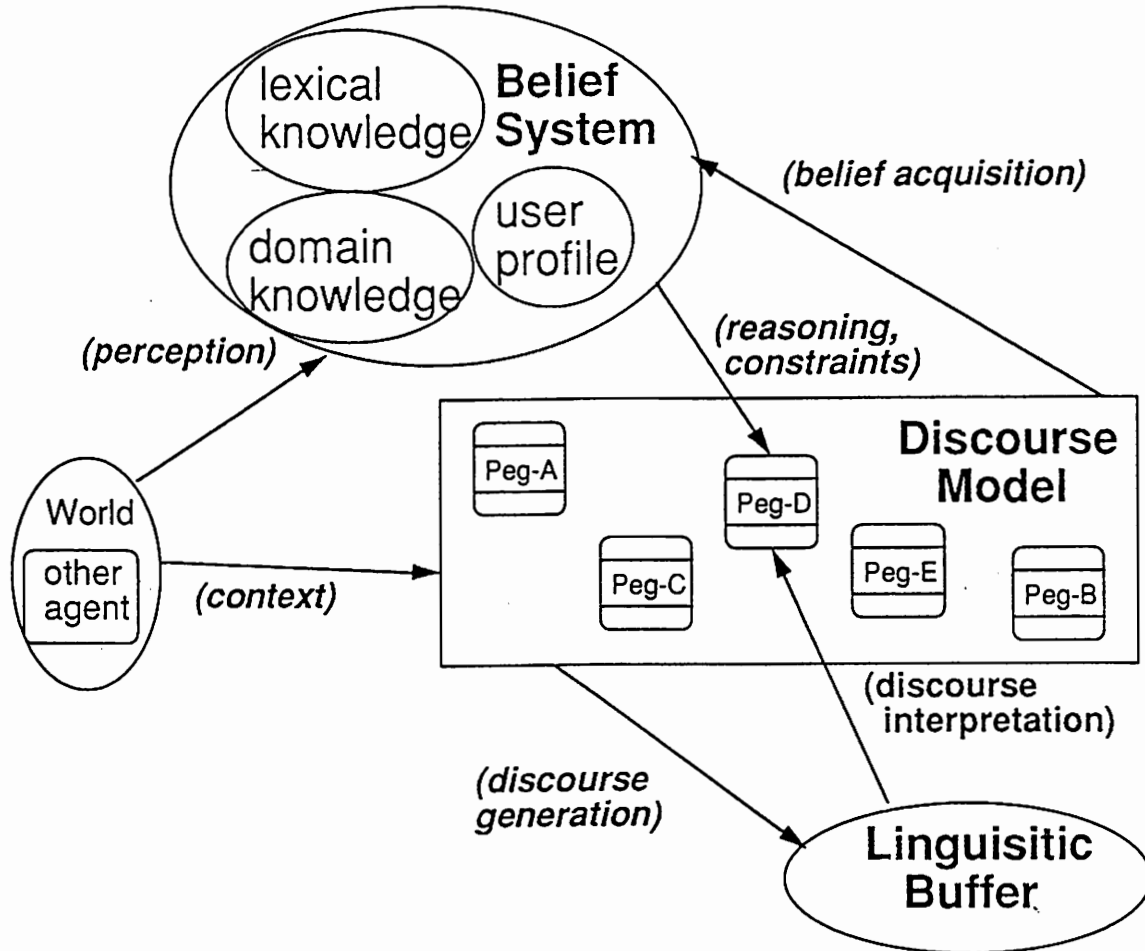 lexical
knowledge
Belief
System
user
profile
domain
knowledge
(belief acquisition)
(perception)
(reasoning,
constraints)
Discourse
Model
Peg-A
Peg-D
Peg-C
Peg-E
Peg-B
World
other
agent
(context)
(discourse
interpretation)
(discourse
generation)
Linguisitic
Buffer